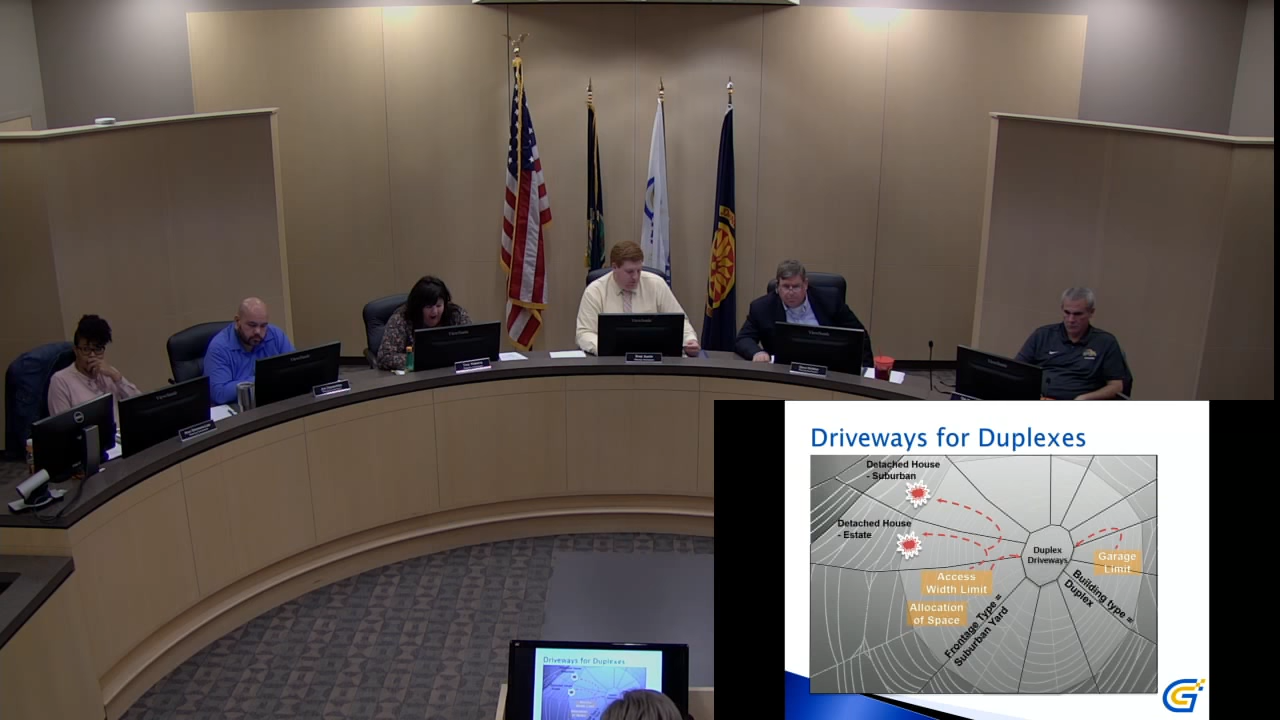 Driveways for Duplexes
Detached House
- Suburban
Detached House
- Estate
Duplex
Driveways
Garage
Limit
Access
Width Limit
Allocation
of Space
Building type =
Duplex
Frontage Type =
Suburban Yard
Driveways for Duplexes